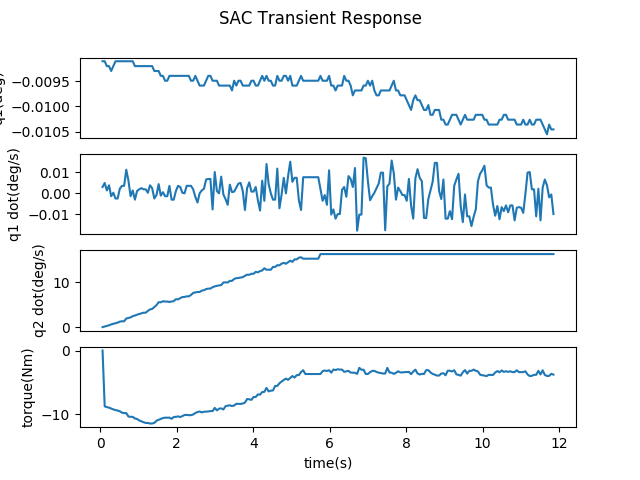 SAC Transient Response
−0.0095
−0.0100
−0.0105
0.01
0.00
−0.01
q1 dot(deg/s)
10
0
q2 dot(deg/s)
0
−10
torque(Nm)
0 2 4 6 8 10 12
time(s)